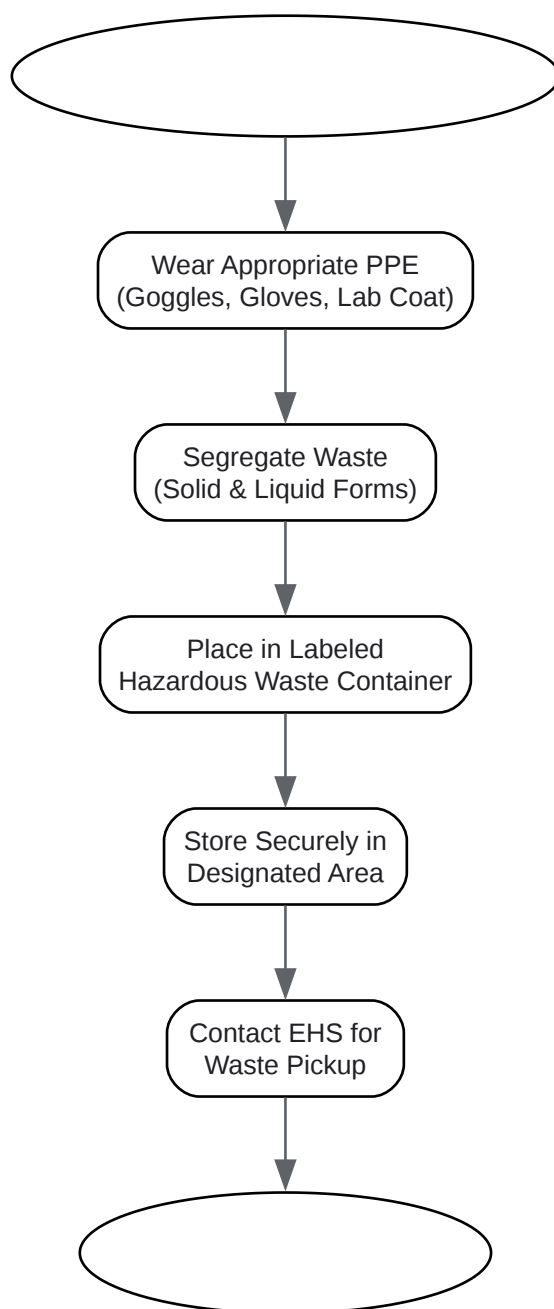 Wear Appropriate PPE
(Goggles, Gloves, Lab Coat)
Segregate Waste
(Solid & Liquid Forms)
Place in Labeled
Hazardous Waste Container
Store Securely in
Designated Area
Contact EHS for
Waste Pickup